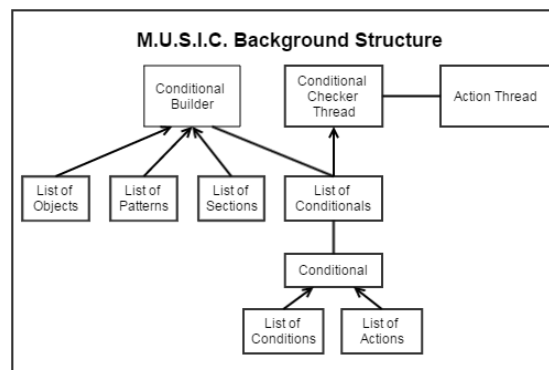 M.U.S.I.C. Background Structure
Conditional
Builder
Conditional
Checker
Thread
Action Thread
List of
Objects
List of
Patterns
List of
Sections
List of
Conditionals
Conditional
List of
Conditions
List of
Actions